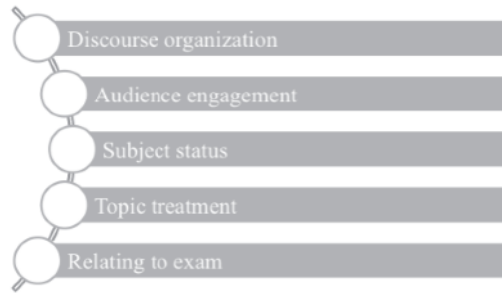 Discourse organization
Audience engagement
Subject status
Topic treatment
Relating to exam